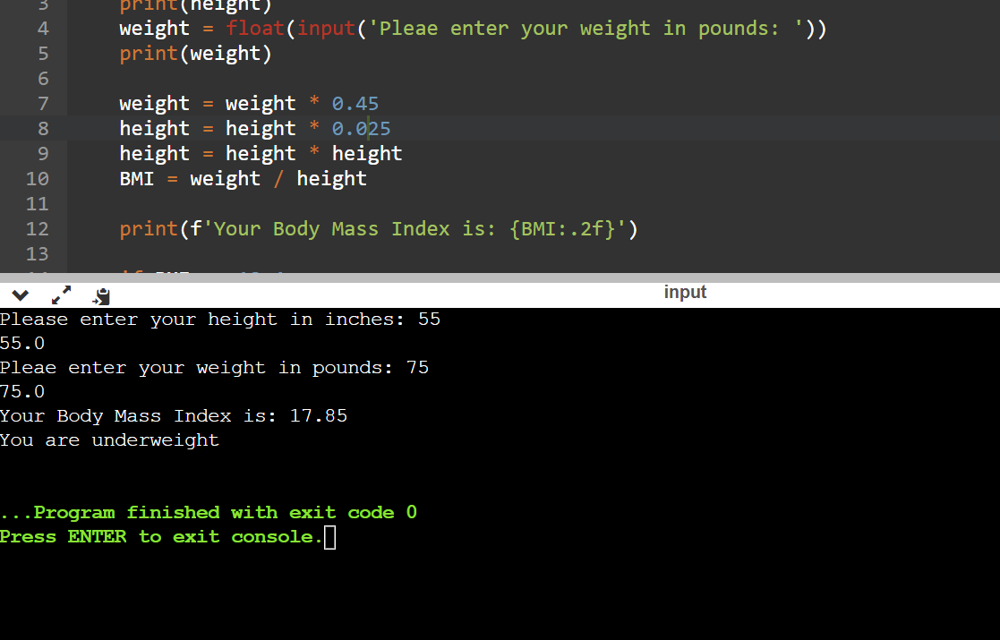 3 print(height)
4 weight = float(input('Pleae enter your weight in pounds: '))
5 print(weight)
6
7 weight = weight * 0.45
8 height = height * 0.025
9 height = height * height
10 BMI = weight / height
11
12 print(f'Your Body Mass Index is: {BMI:.2f}')
13
input
Please enter your height in inches: 55
55.0
Pleae enter your weight in pounds: 75
75.0
Your Body Mass Index is: 17.85
You are underweight
...Program finished with exit code 0
Press ENTER to exit console.